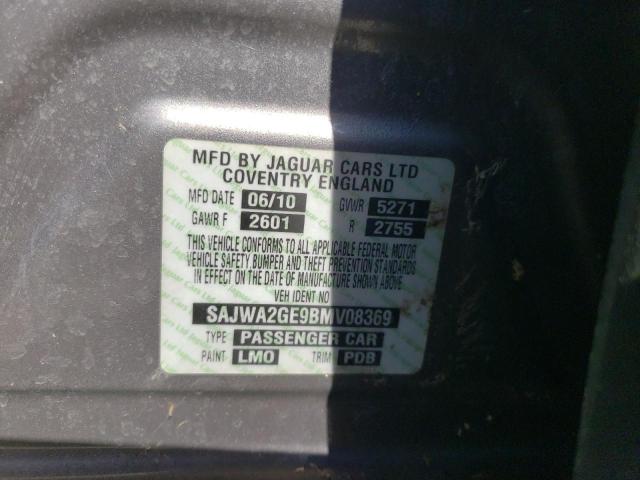 MFD BY JAGUAR CARS LTD
COVENTRY ENGLAND
MFD DATE 06/10 GVWR 5271
GAWR F 2601 R 2755
THIS VEHICLE CONFORMS TO ALL APPLICABLE FEDERAL MOTOR
VEHICLE SAFETY BUMPER AND THEFT PREVENTION STANDARDS
IN EFFECT ON THE DATE OF MANUFACTURE SHOWN ABOVE
VEH IDENT NO
SAJWA2GE9BMV08369
TYPE PASSENGER CAR
PAINT LMO TRIM PDB